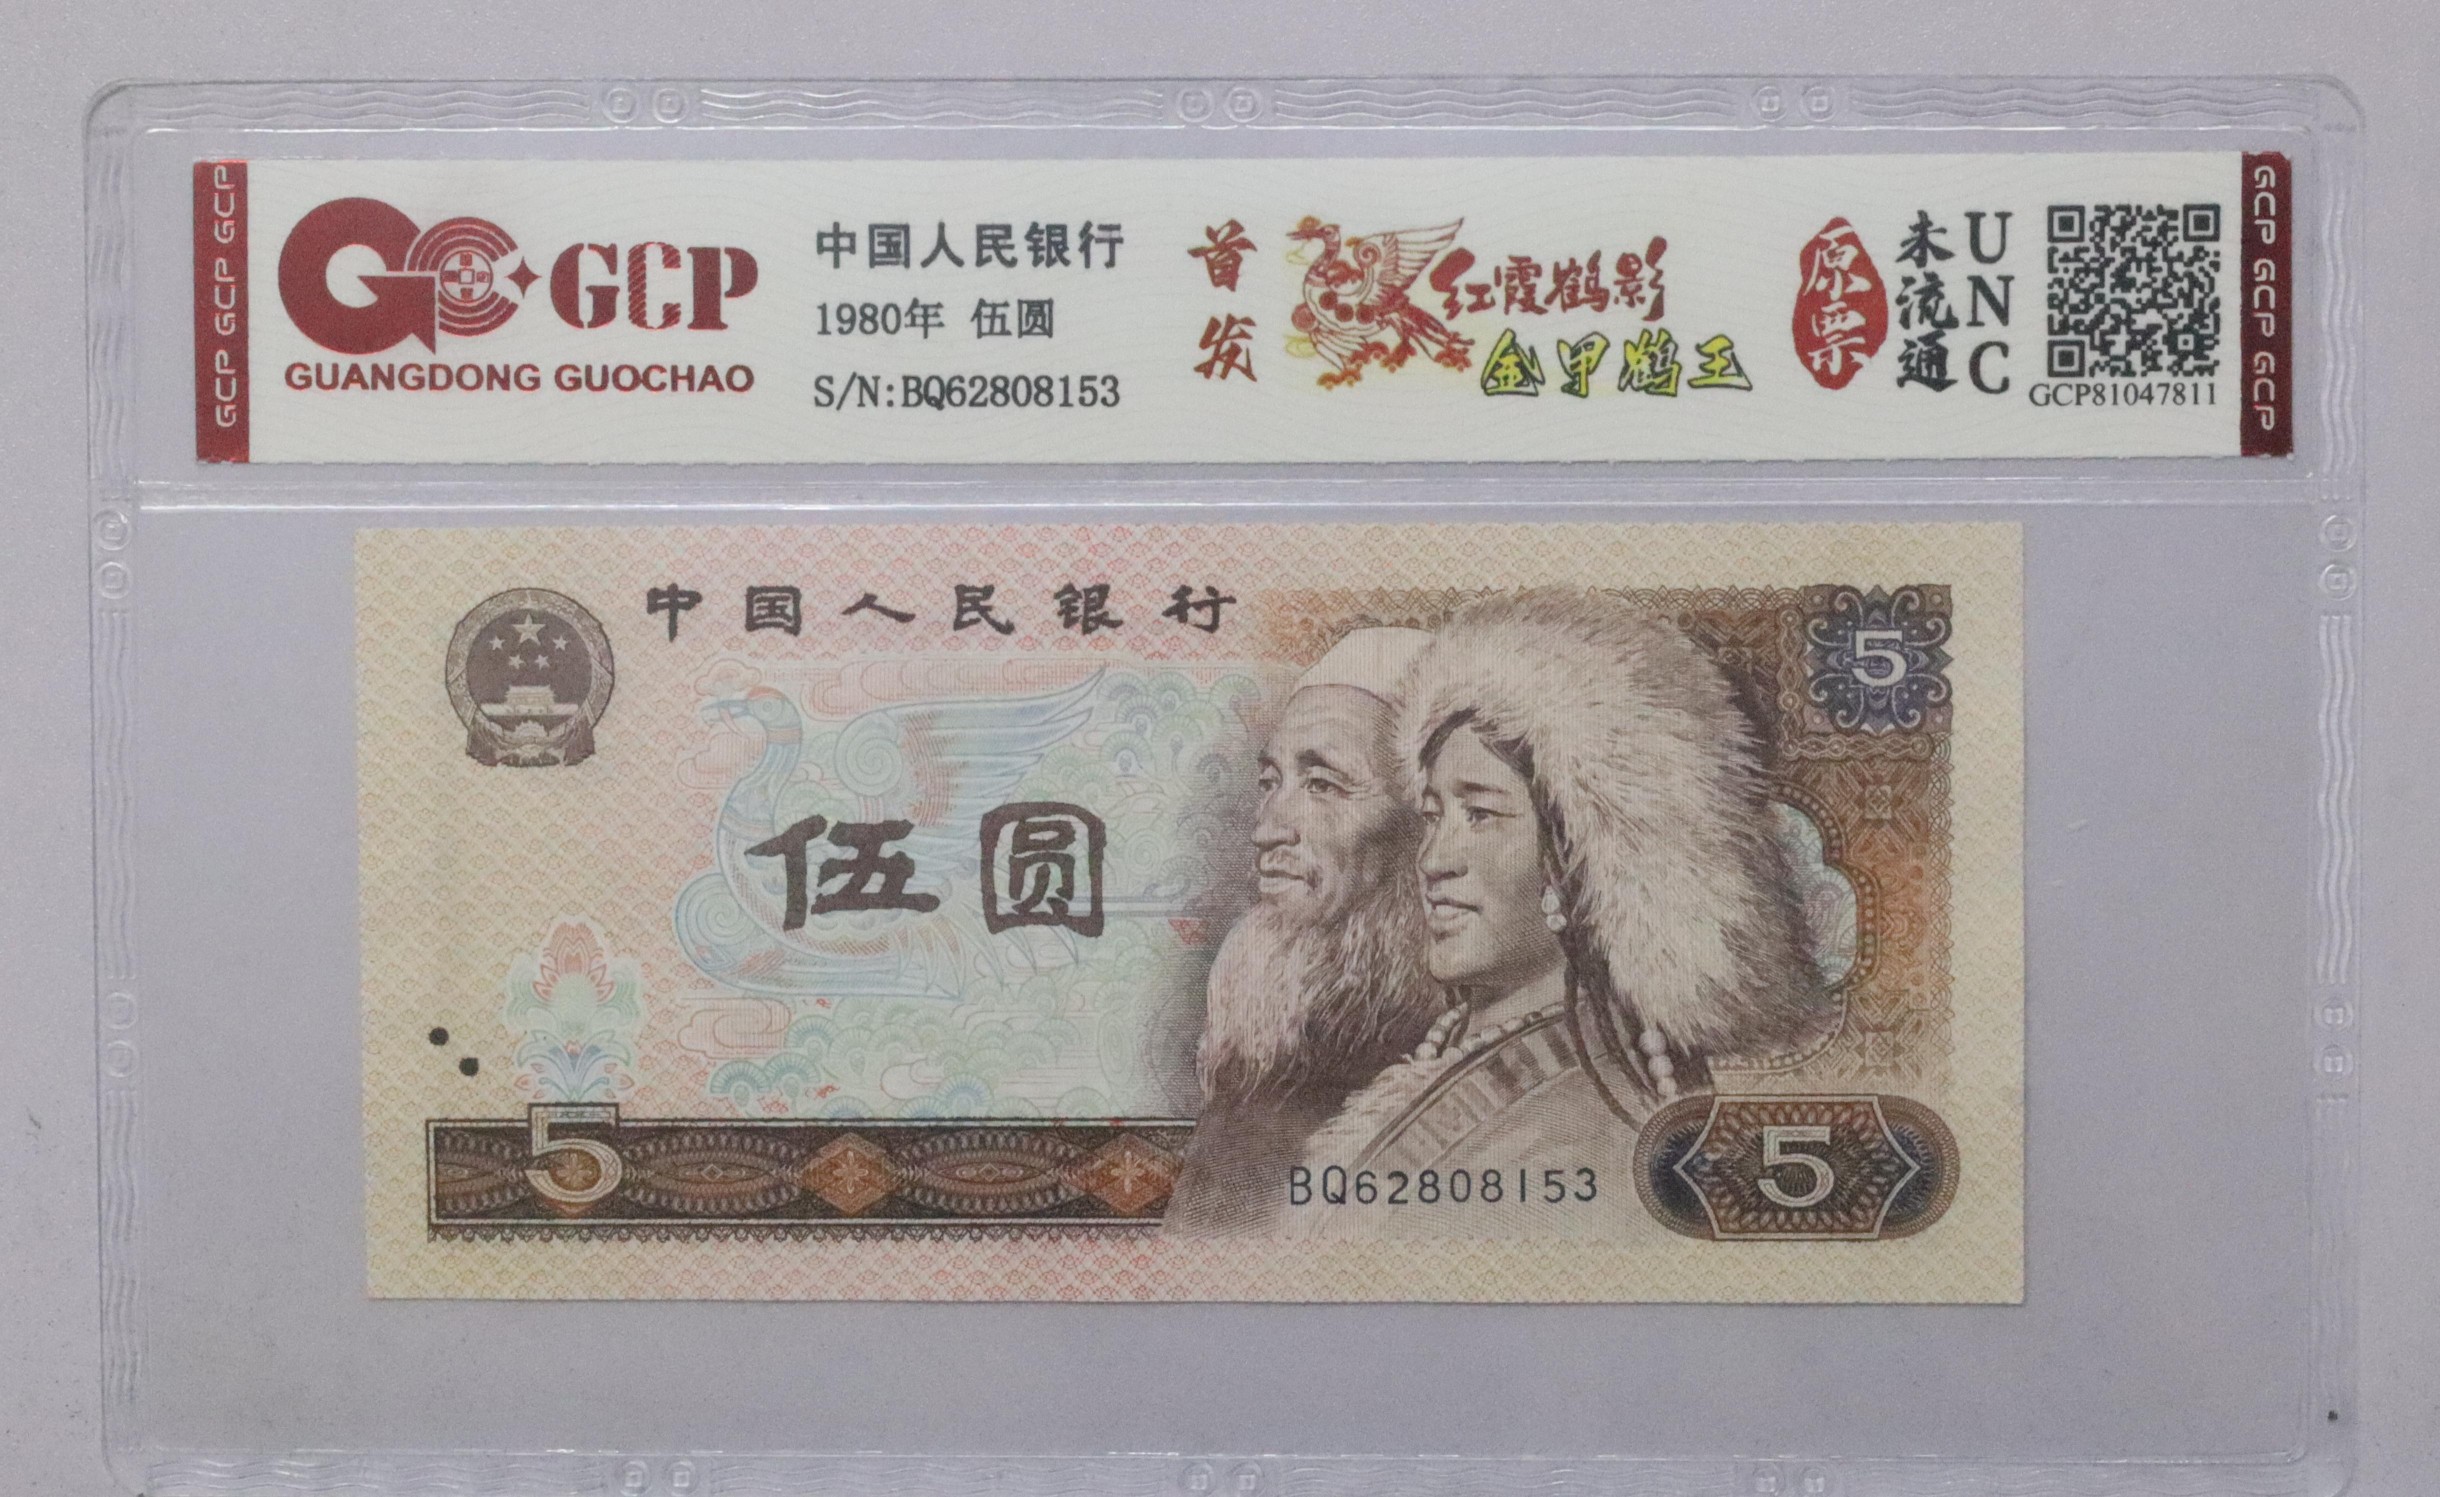 GCP GCP GCP
GCP
GUANGDONG GUOCHAO
中国人民银行
1980年 伍圆
S/N:BQ62808153
首发
红霞鹤影
金甲鹤王
原票
未流通
UNC
GCP81047811
GCP GCP GCP
中国人民银行
5
伍圆
5
BQ62808153
5